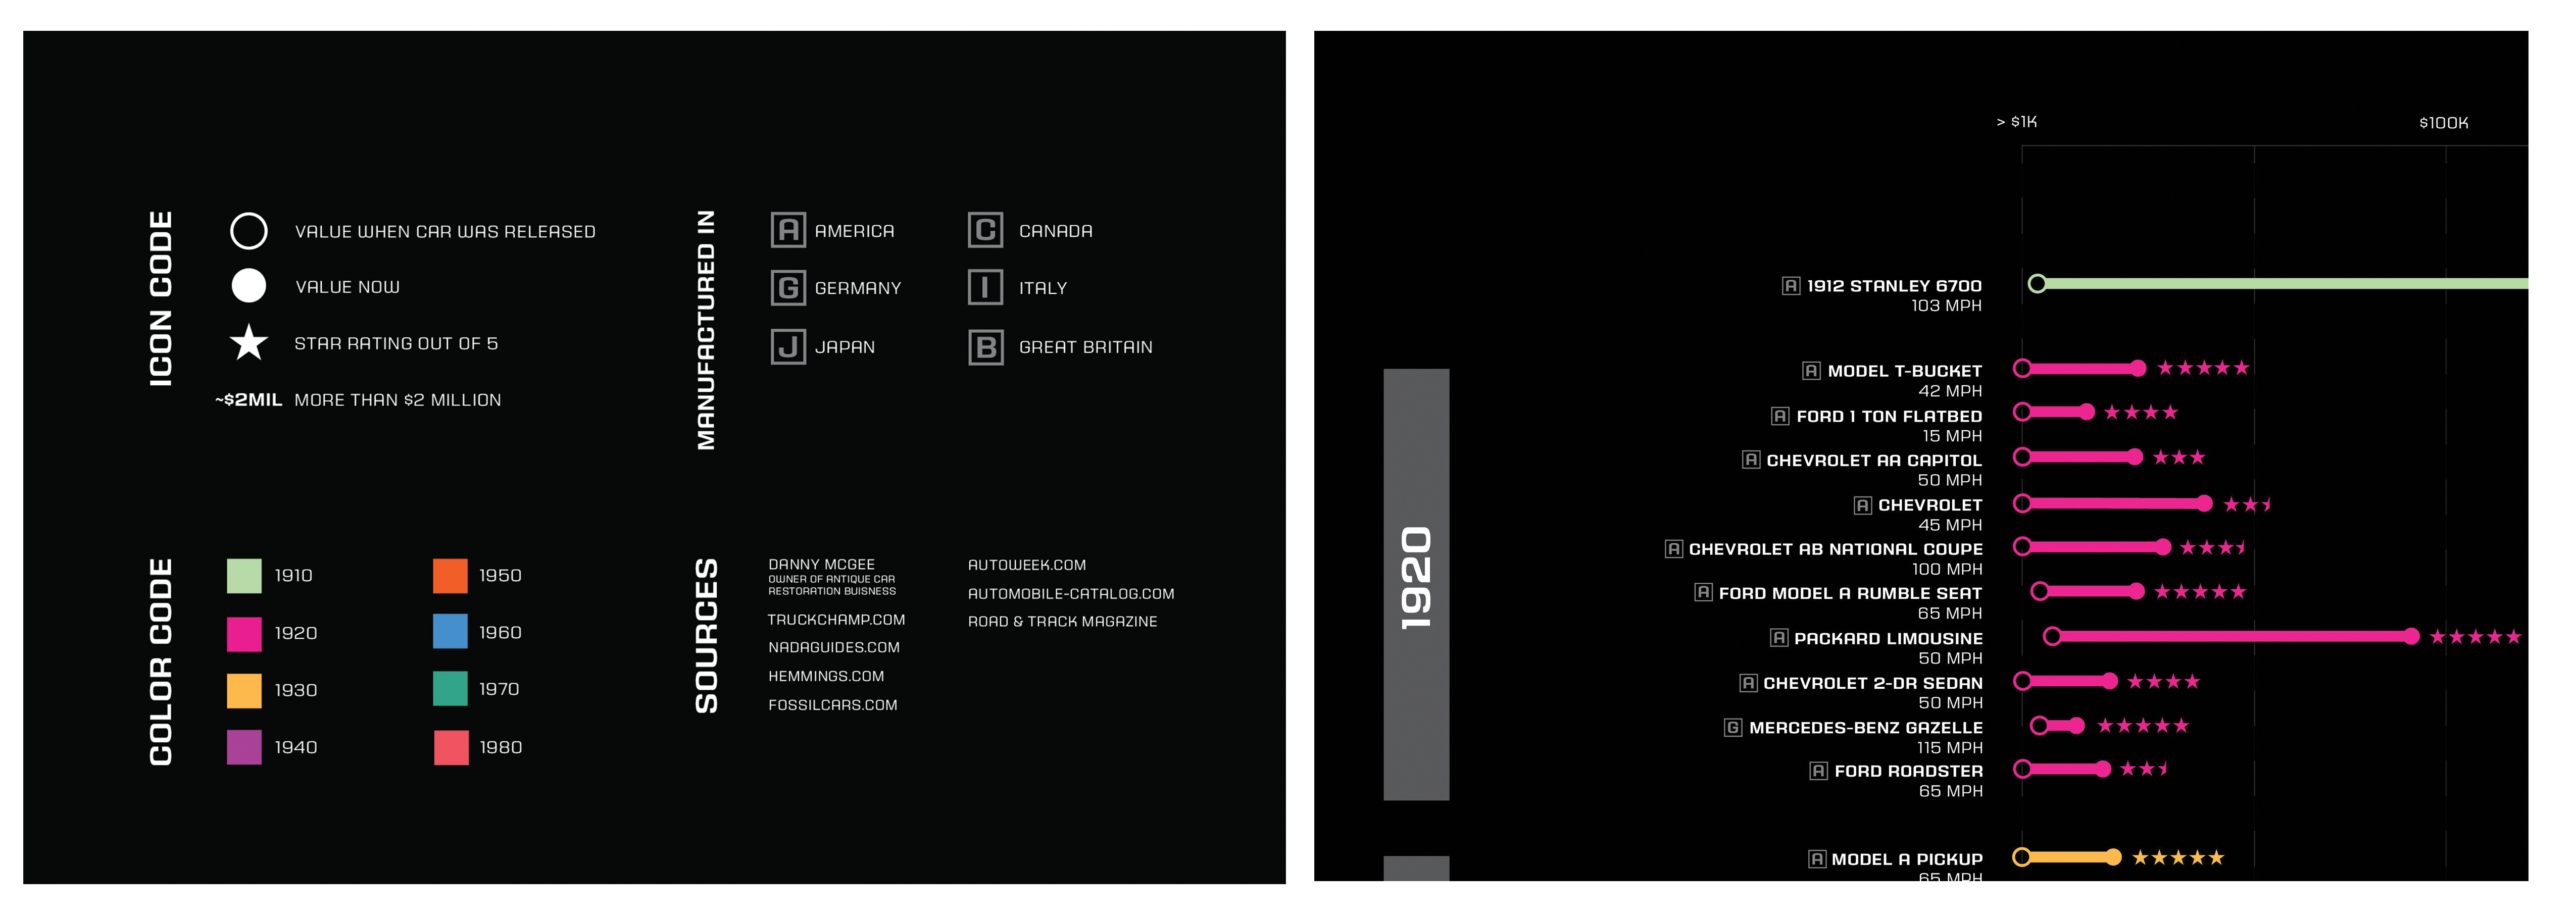 ICON CODE
VALUE WHEN CAR WAS RELEASED
VALUE NOW
STAR RATING OUT OF 5
~$2MIL MORE THAN $2 MILLION
MANUFACTURED IN
A AMERICA
C CANADA
G GERMANY
I ITALY
J JAPAN
B GREAT BRITAIN
COLOR CODE
1910
1920
1930
1940
1950
1960
1970
1980
SOURCES
DANNY MCGEE
OWNER OF ANTIQUE CAR
RESTORATION BUISNESS
TRUCKCHAMP.COM
NADAGUIDES.COM
HEMMINGS.COM
FOSSILCARS.COM
AUTOWEEK.COM
AUTOMOBILE-CATALOG.COM
ROAD & TRACK MAGAZINE
> $1K
$100K
A 1912 STANLEY 6700
103 MPH
1920
A MODEL T-BUCKET
42 MPH
A FORD 1 TON FLATBED
15 MPH
A CHEVROLET AA CAPITOL
50 MPH
A CHEVROLET
45 MPH
A CHEVROLET AB NATIONAL COUPE
100 MPH
A FORD MODEL A RUMBLE SEAT
65 MPH
A PACKARD LIMOUSINE
50 MPH
A CHEVROLET 2-DR SEDAN
50 MPH
G MERCEDES-BENZ GAZELLE
115 MPH
A FORD ROADSTER
65 MPH
A MODEL A PICKUP
65 MPH